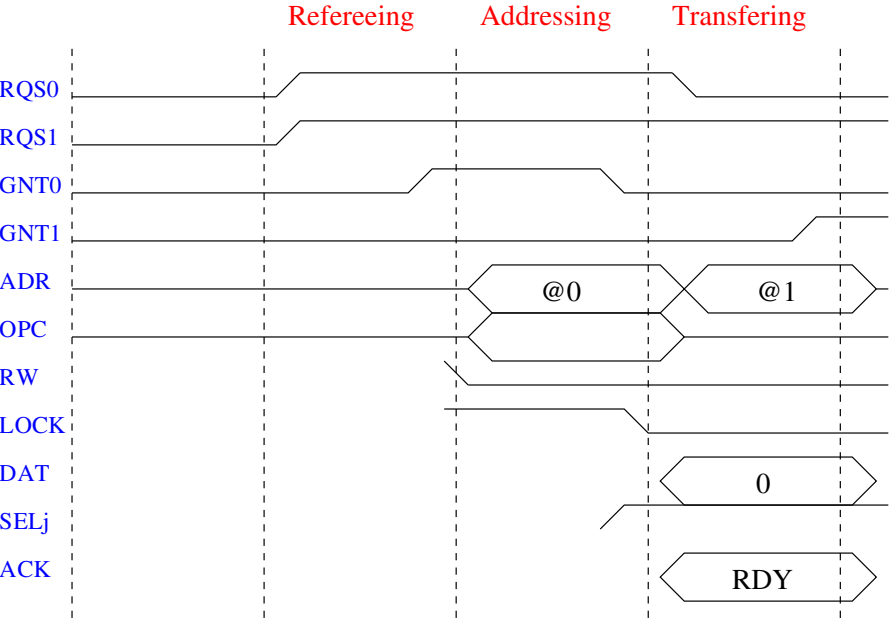 Refereeing Addressing Transfering
RQS0
RQS1
GNT0
GNT1
ADR @0 @1
OPC
RW
LOCK
DAT 0
SELj
ACK RDY